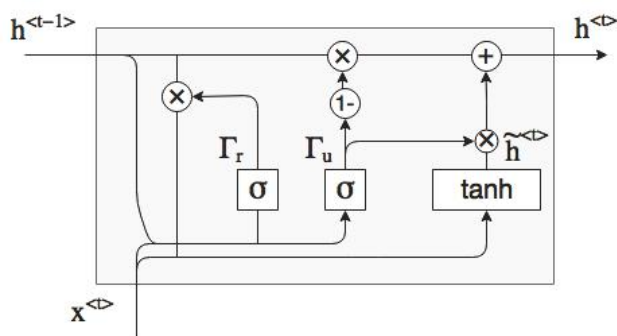 h<t-1>
h<t>
×
+
×
1-
Γr
Γu
×
h̃<t>
σ
σ
tanh
x<t>